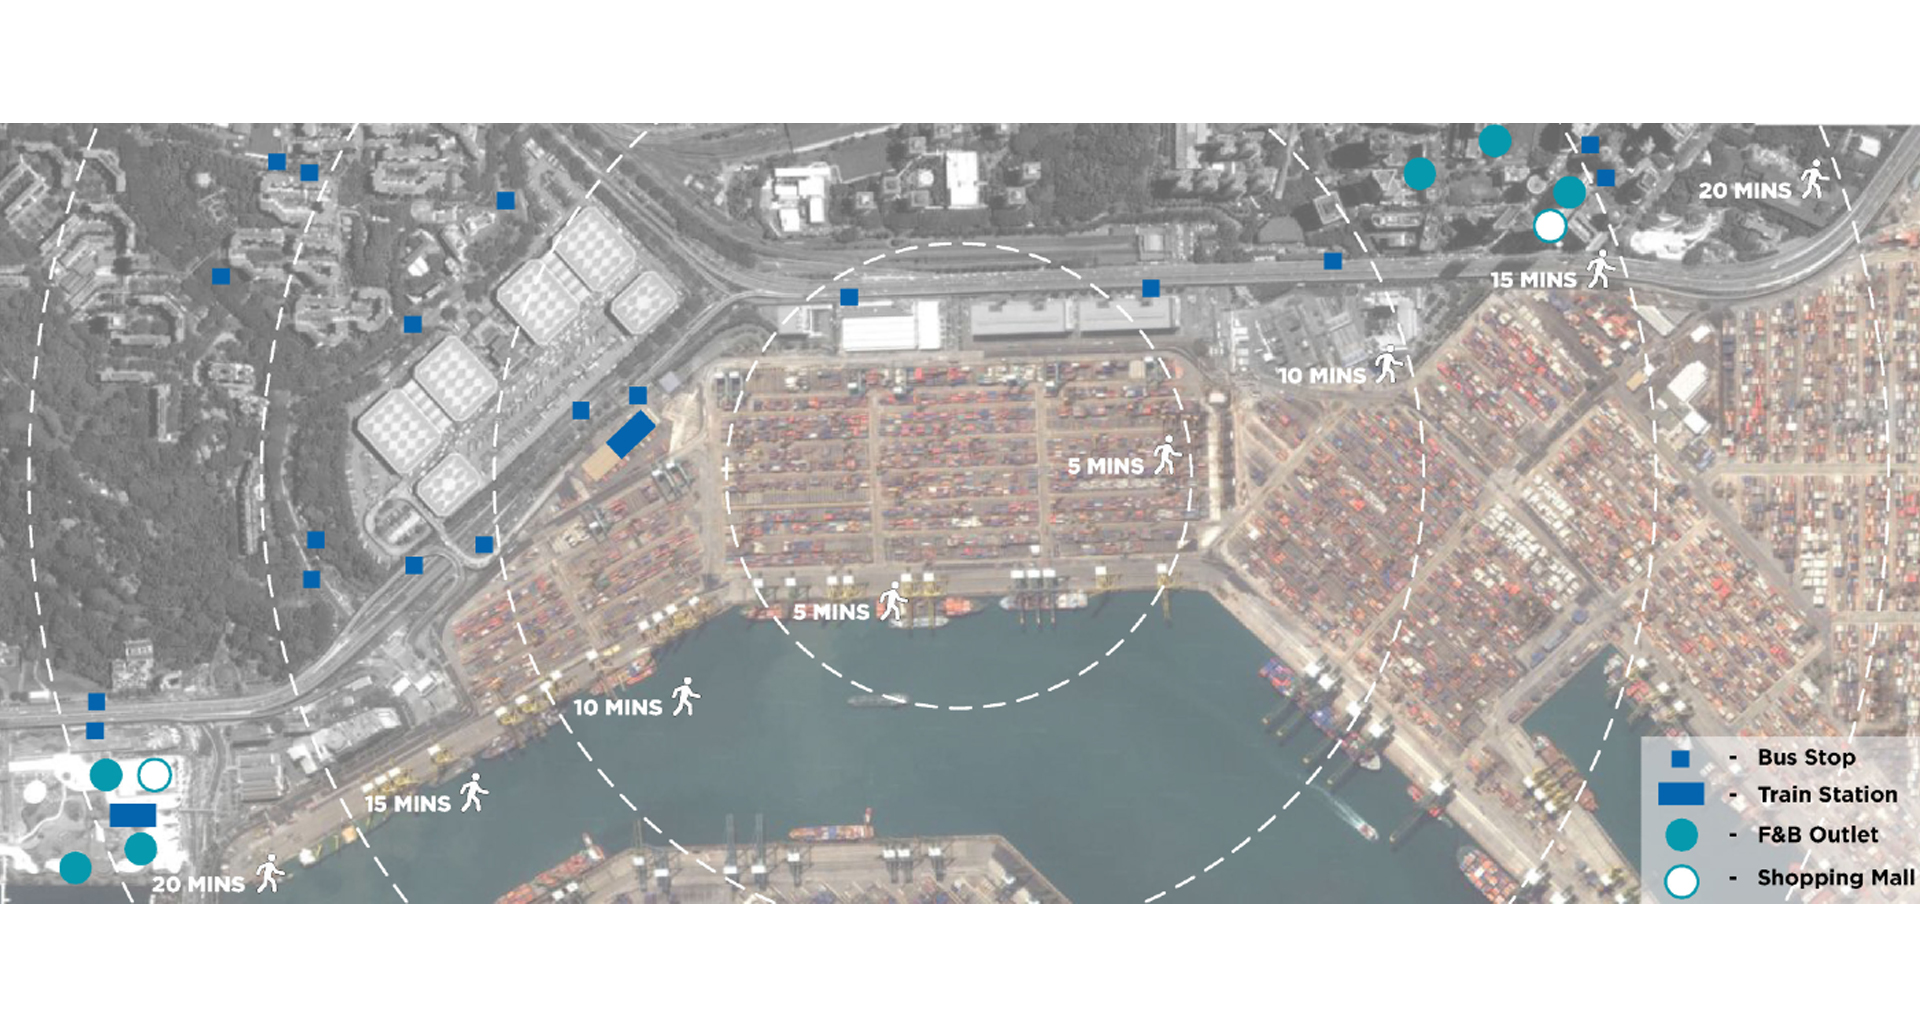 20 MINS
15 MINS
10 MINS
5 MINS
5 MINS
10 MINS
15 MINS
20 MINS
- Bus Stop
- Train Station
- F&B Outlet
- Shopping Mall